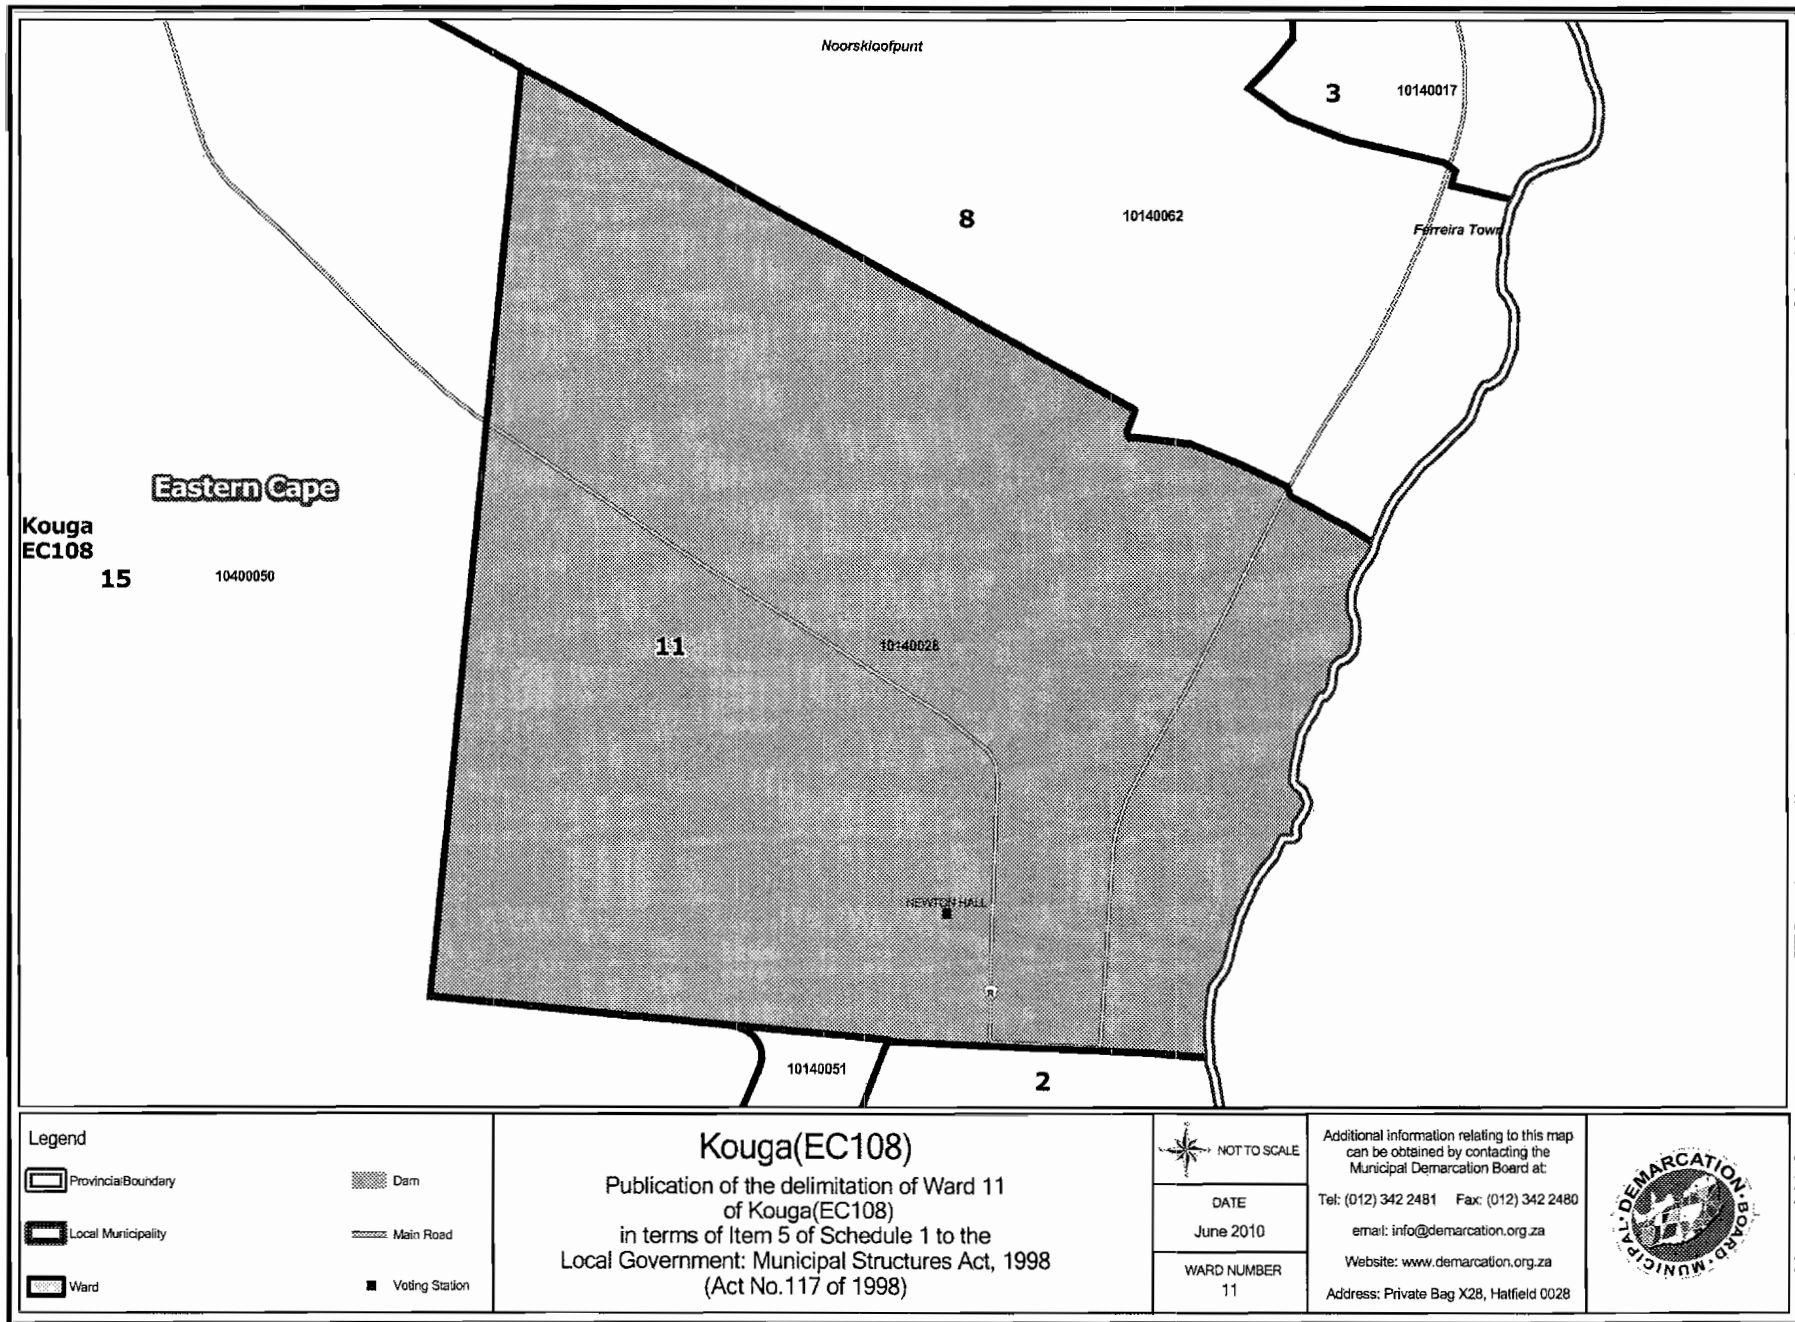 Noorskloofpunt
3
10140017
8
10140062
Ferreira Town
Eastern Cape
Kouga
EC108
15
10400050
11
10140028
NEWTON HALL
R
10140051
2
Legend
Provincial Boundary
Local Municipality
Ward
Dam
Main Road
Voting Station
Kouga(EC108)
Publication of the delimitation of Ward 11
of Kouga(EC108)
in terms of Item 5 of Schedule 1 to the
Local Government: Municipal Structures Act, 1998
(Act No.117 of 1998)
NOT TO SCALE
DATE
June 2010
WARD NUMBER
11
Additional information relating to this map
can be obtained by contacting the
Municipal Demarcation Board at:
Tel: (012) 342 2481 Fax: (012) 342 2480
email: info@demarcation.org.za
Website: www.demarcation.org.za
Address: Private Bag X28, Hatfield 0028
MUNICIPAL DEMARCATION BOARD